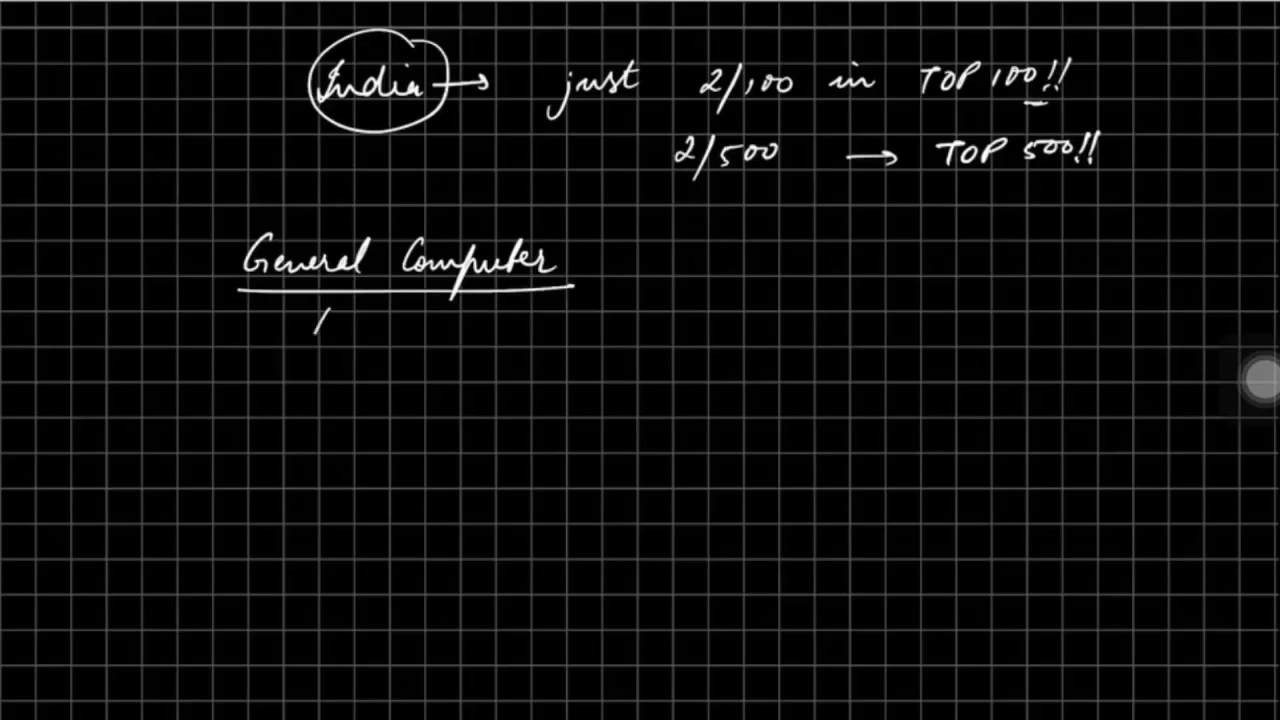 India → just 2/100 in TOP 100!!
2/500 → TOP 500!!
General Computer